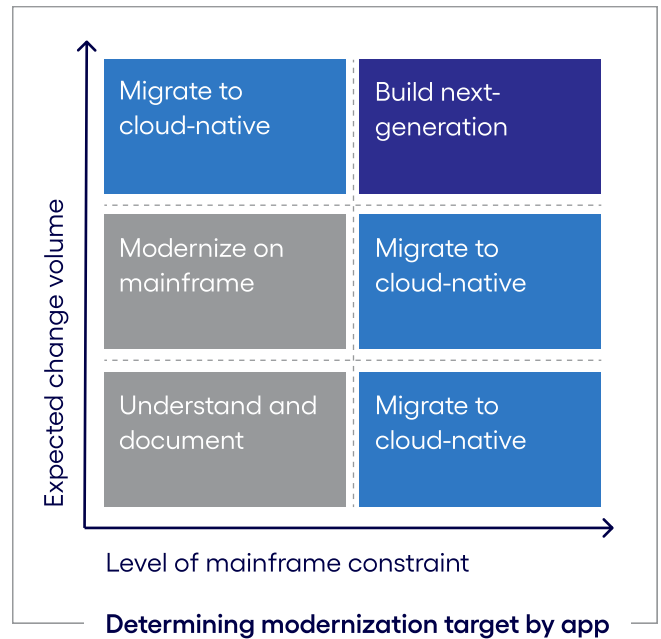 Migrate to
cloud-native
Build next-
generation
Modernize on
mainframe
Migrate to
cloud-native
Understand and
document
Migrate to
cloud-native
Expected change volume
Level of mainframe constraint
Determining modernization target by app